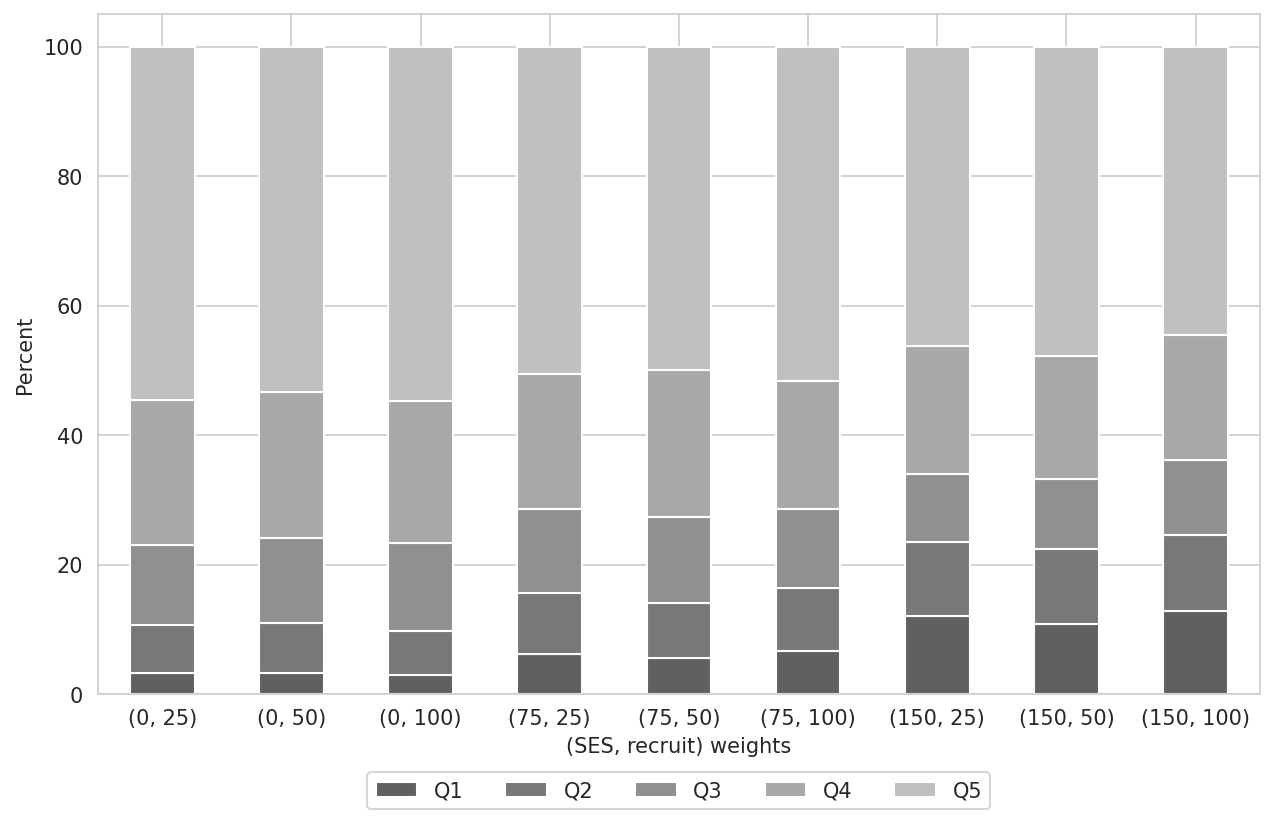 100
80
60
40
20
0
Percent
(0, 25) (0, 50) (0, 100) (75, 25) (75, 50) (75, 100) (150, 25) (150, 50) (150, 100)
(SES, recruit) weights
Q1 Q2 Q3 Q4 Q5